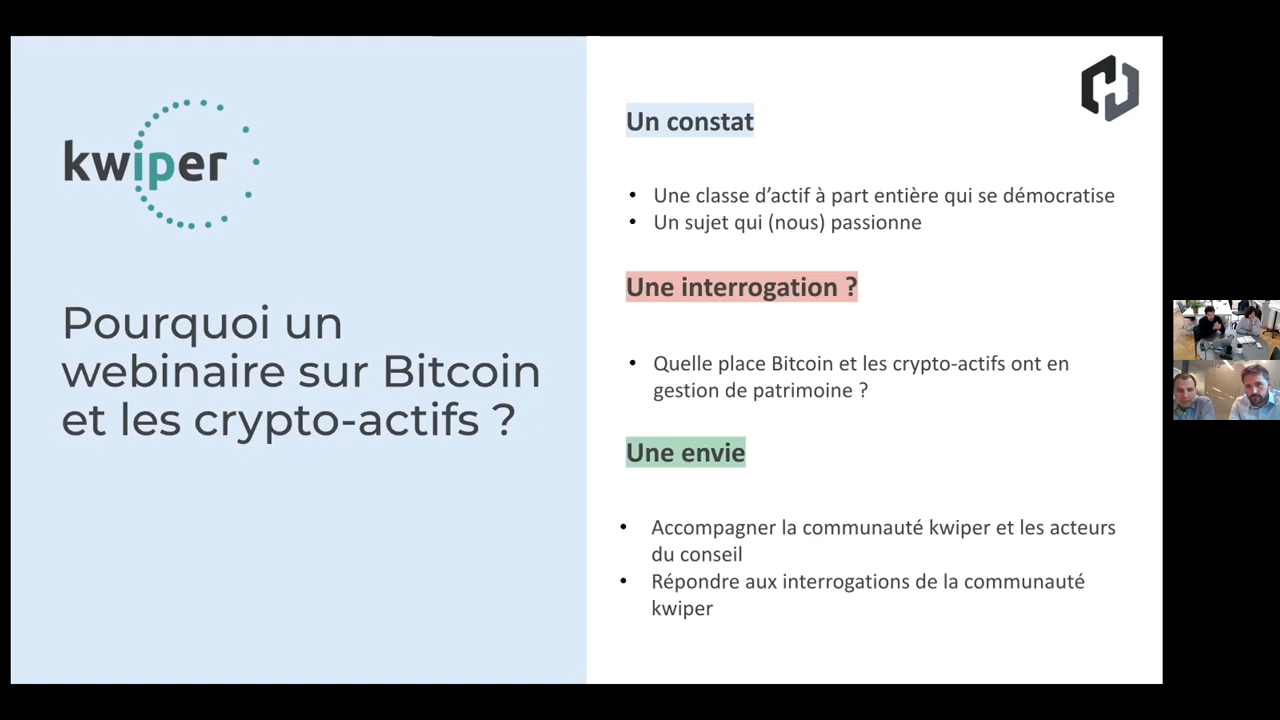 kwiper
Pourquoi un
webinaire sur Bitcoin
et les crypto-actifs ?
Un constat
• Une classe d’actif à part entière qui se démocratise
• Un sujet qui (nous) passionne
Une interrogation ?
• Quelle place Bitcoin et les crypto-actifs ont en
gestion de patrimoine ?
Une envie
• Accompagner la communauté kwiper et les acteurs
du conseil
• Répondre aux interrogations de la communauté
kwiper